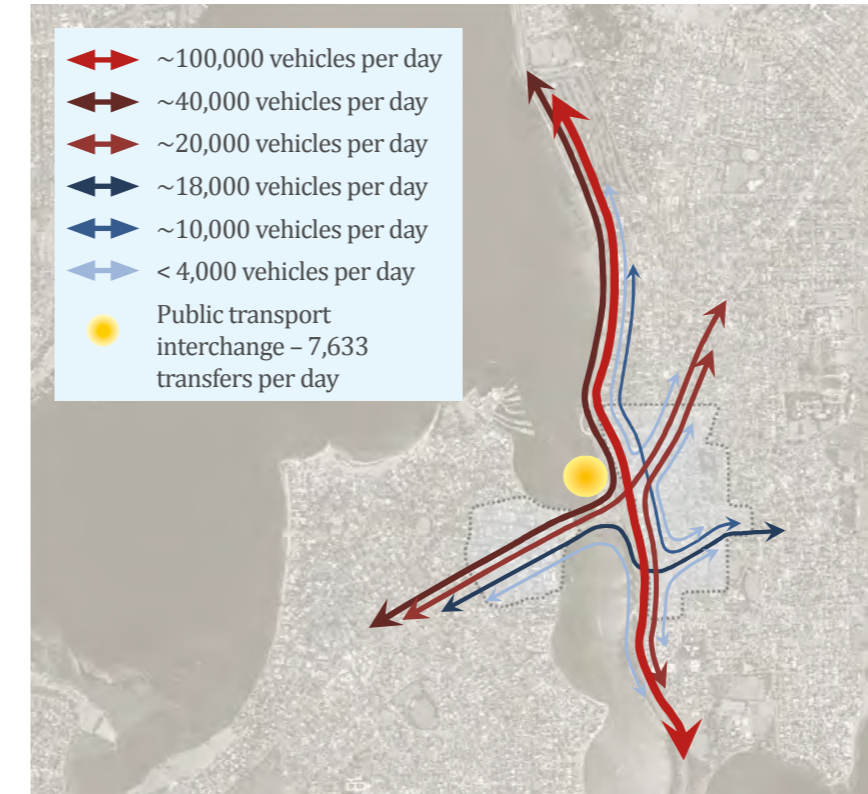 ~100,000 vehicles per day
~40,000 vehicles per day
~20,000 vehicles per day
~18,000 vehicles per day
~10,000 vehicles per day
< 4,000 vehicles per day
Public transport
interchange – 7,633
transfers per day